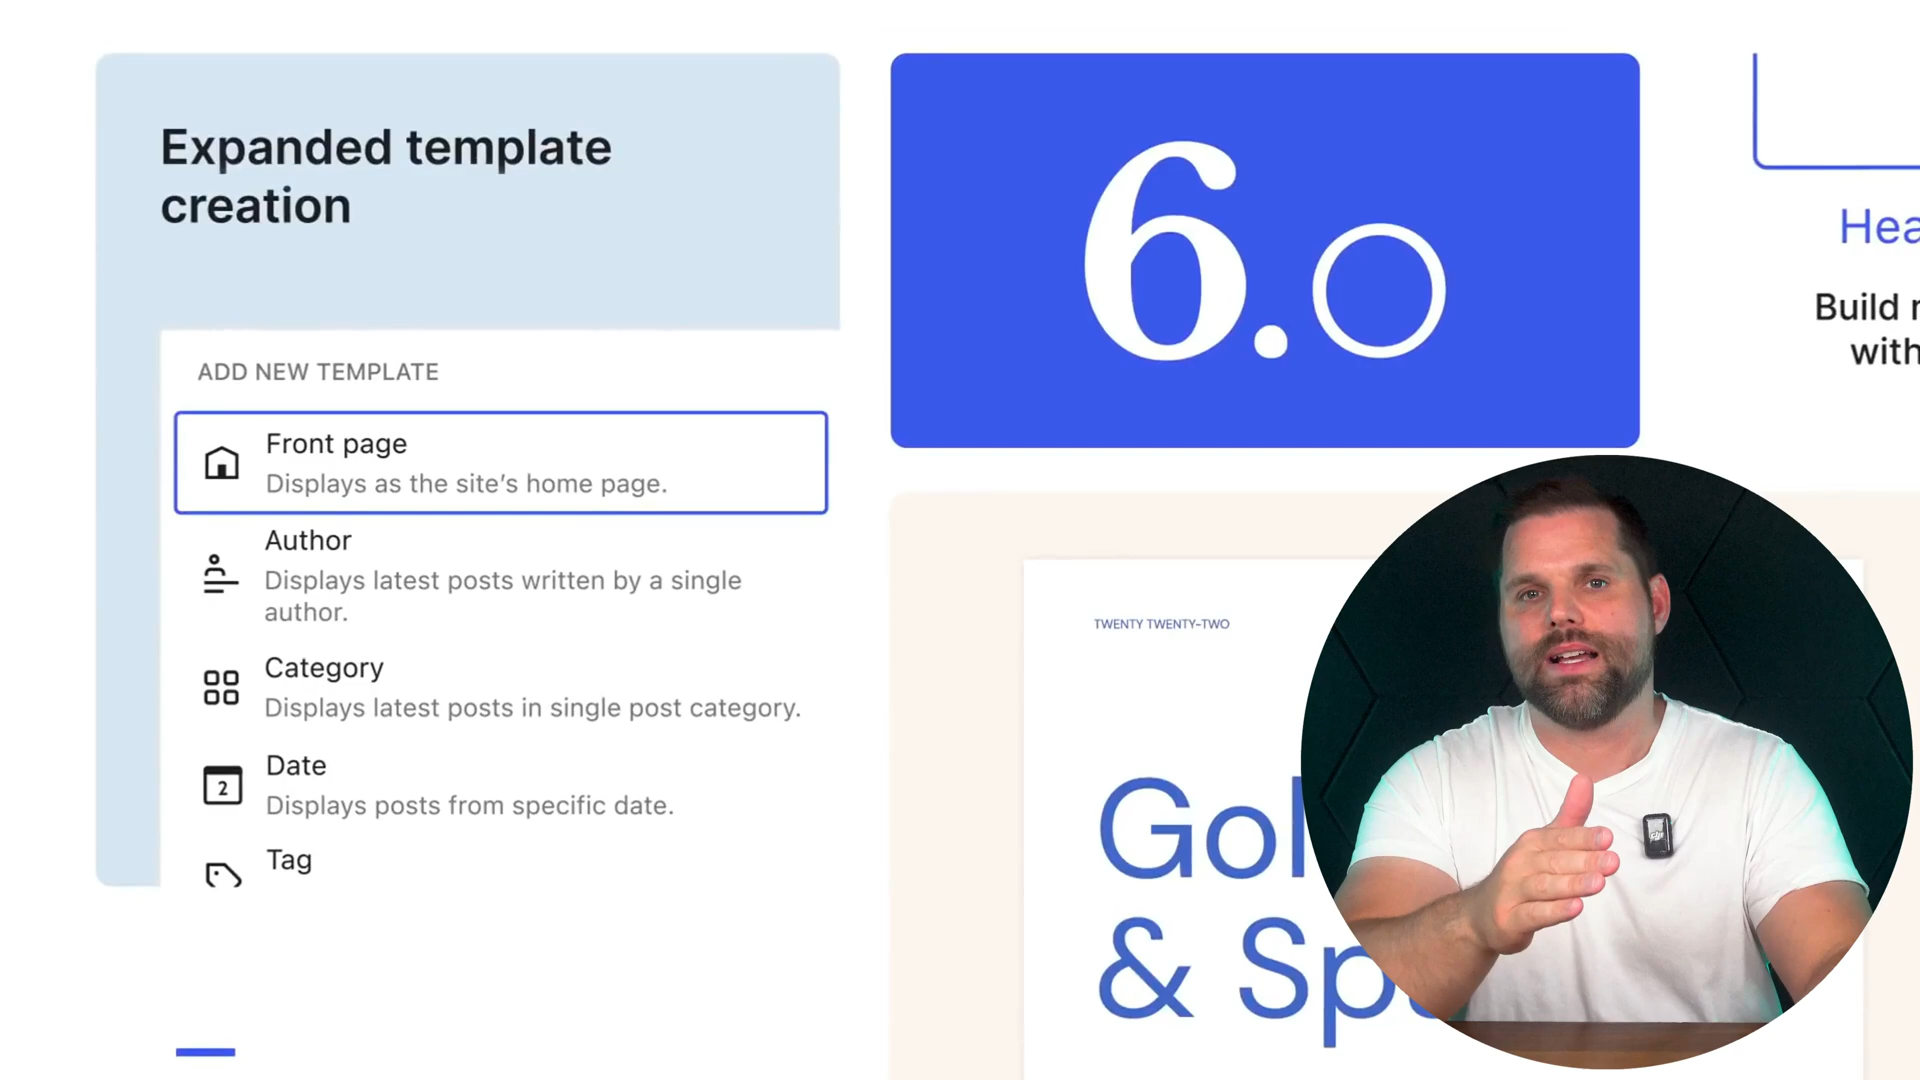 Expanded template
creation
ADD NEW TEMPLATE
Front page
Displays as the site’s home page.
Author
Displays latest posts written by a single
author.
Category
Displays latest posts in single post category.
2
Date
Displays posts from specific date.
Tag
6.0
TWENTY TWENTY-TWO
Gol
& Sp
Hea
Build
with